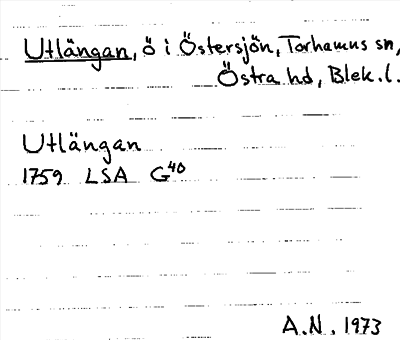 Utlängan, ö i Östersjön, Torhamns sn,
Östra hd, Blek. l.
Utlängan
1759 LSA G40
A.N. 1973